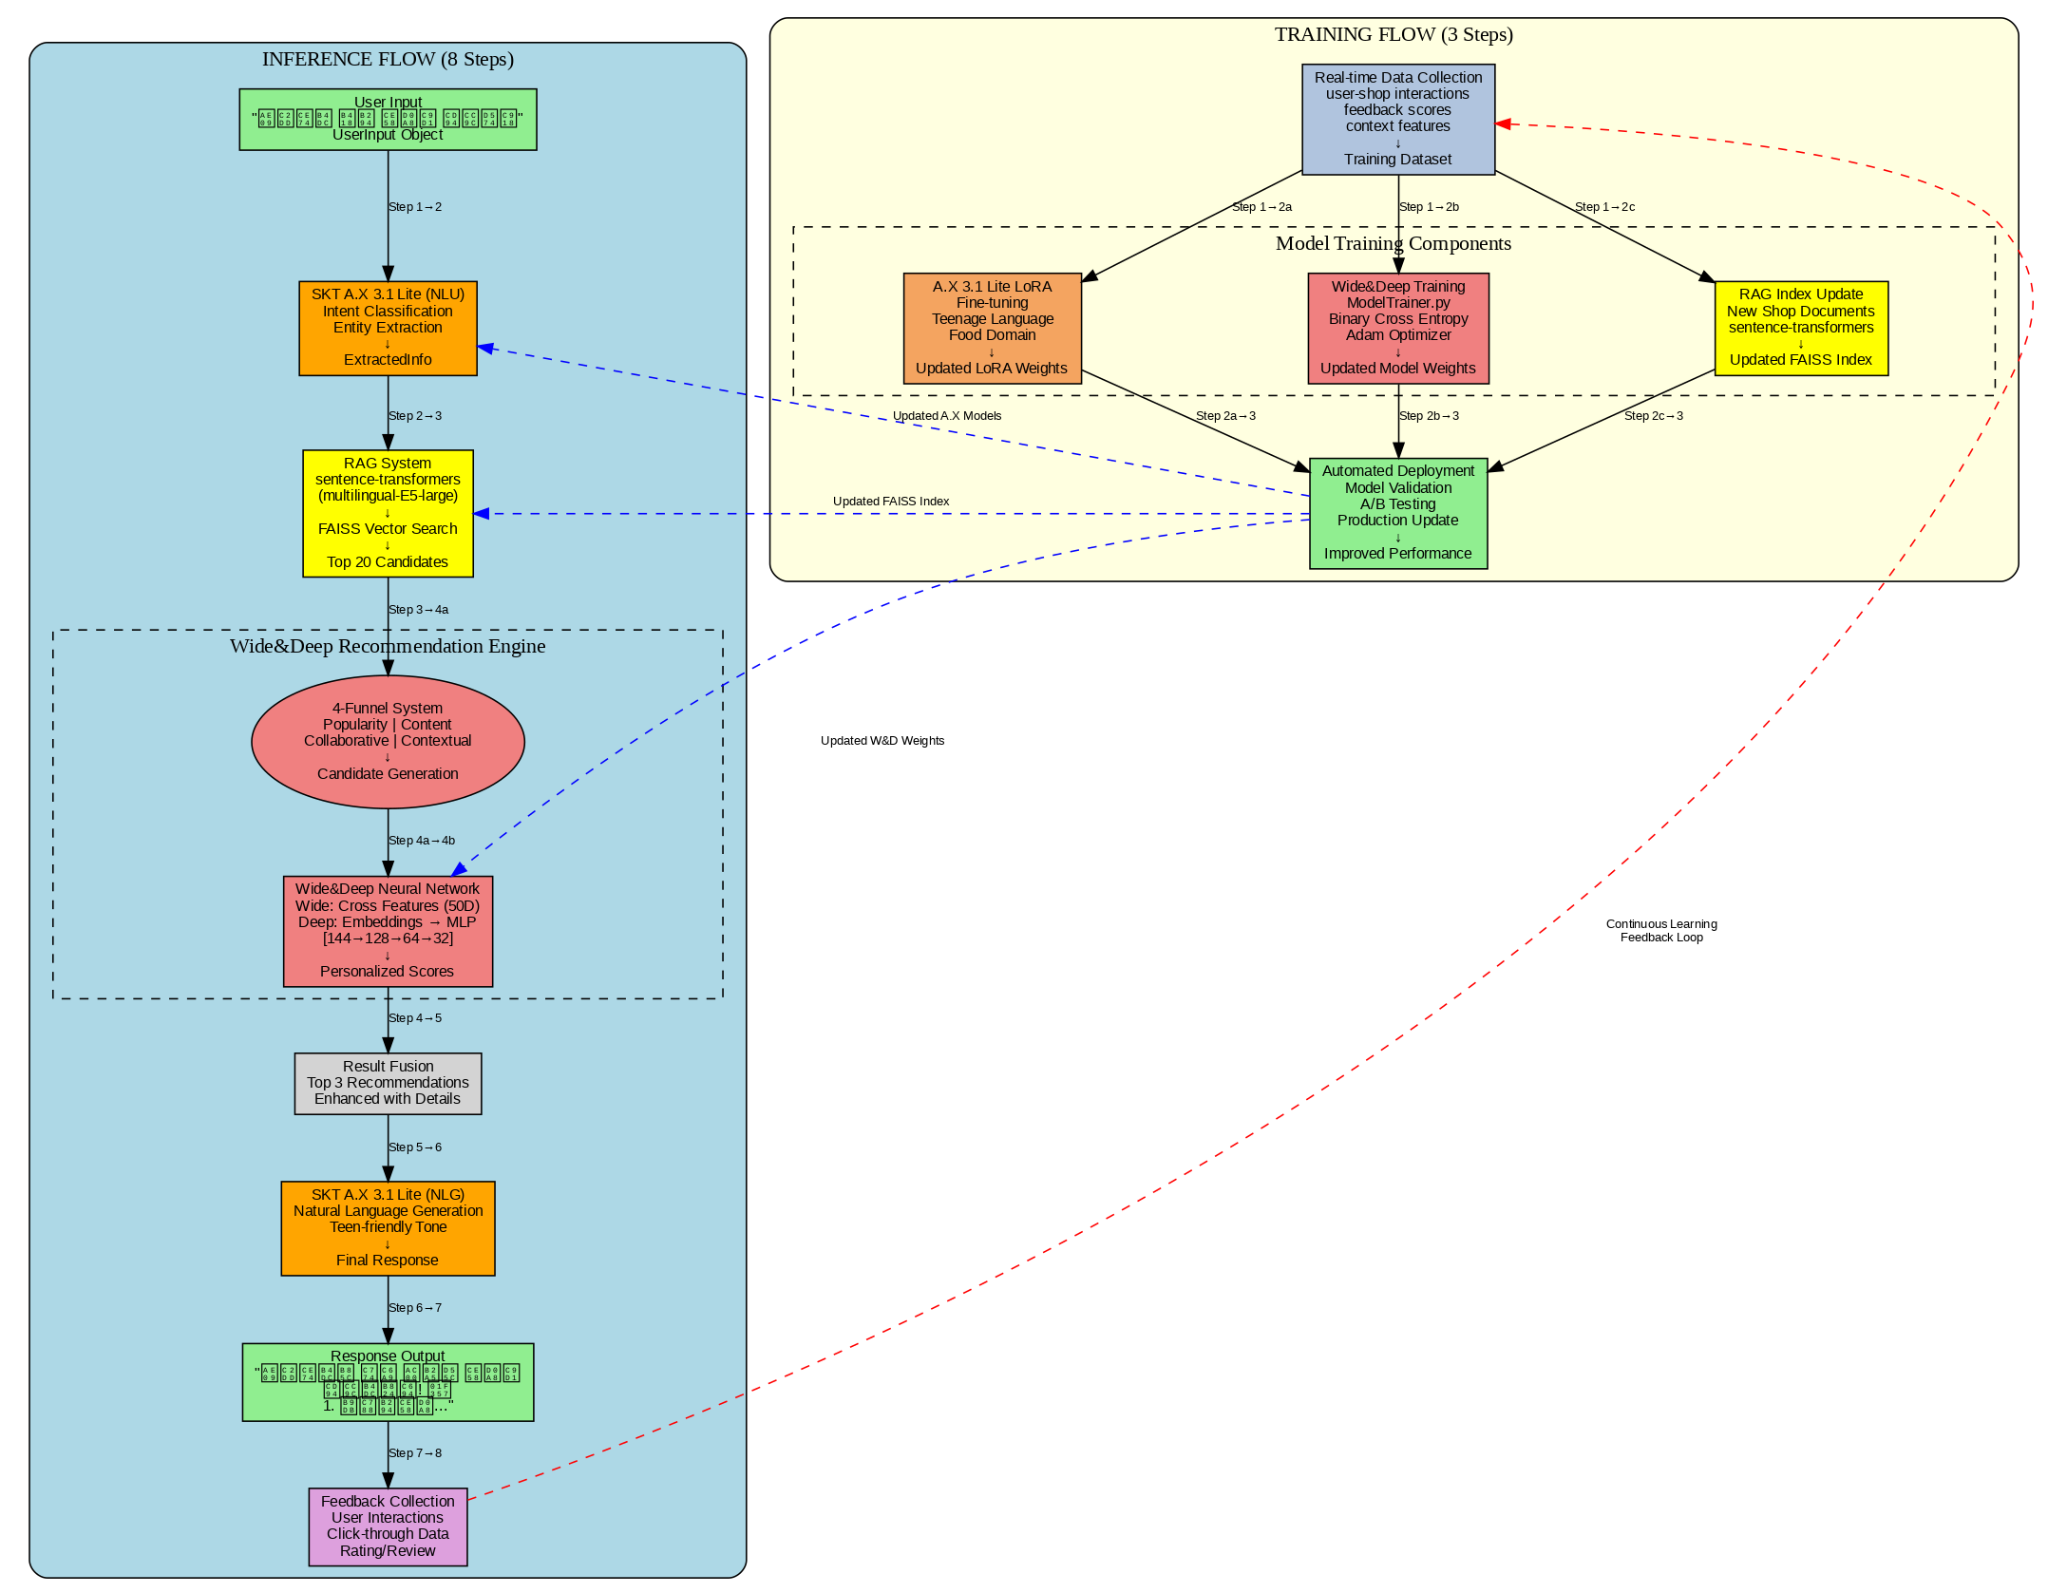 INFERENCE FLOW (8 Steps)
User Input
UserInput Object
Step 1→2
SKT A.X 3.1 Lite (NLU)
Intent Classification
Entity Extraction
↓
ExtractedInfo
Step 2→3
RAG System
sentence-transformers
(multilingual-E5-large)
↓
FAISS Vector Search
↓
Top 20 Candidates
Step 3→4a
Wide&Deep Recommendation Engine
4-Funnel System
Popularity | Content
Collaborative | Contextual
↓
Candidate Generation
Step 4a→4b
Wide&Deep Neural Network
Wide: Cross Features (50D)
Deep: Embeddings → MLP
[144→128→64→32]
↓
Personalized Scores
Step 4→5
Result Fusion
Top 3 Recommendations
Enhanced with Details
Step 5→6
SKT A.X 3.1 Lite (NLG)
Natural Language Generation
Teen-friendly Tone
↓
Final Response
Step 6→7
Response Output
1. ..."
Step 7→8
Feedback Collection
User Interactions
Click-through Data
Rating/Review
TRAINING FLOW (3 Steps)
Real-time Data Collection
user-shop interactions
feedback scores
context features
↓
Training Dataset
Step 1→2a
Step 1→2b
Step 1→2c
Model Training Components
A.X 3.1 Lite LoRA
Fine-tuning
Teenage Language
Food Domain
↓
Updated LoRA Weights
Wide&Deep Training
ModelTrainer.py
Binary Cross Entropy
Adam Optimizer
↓
Updated Model Weights
RAG Index Update
New Shop Documents
sentence-transformers
↓
Updated FAISS Index
Step 2a→3
Step 2b→3
Step 2c→3
Automated Deployment
Model Validation
A/B Testing
Production Update
↓
Improved Performance
Updated A.X Models
Updated FAISS Index
Updated W&D Weights
Continuous Learning
Feedback Loop